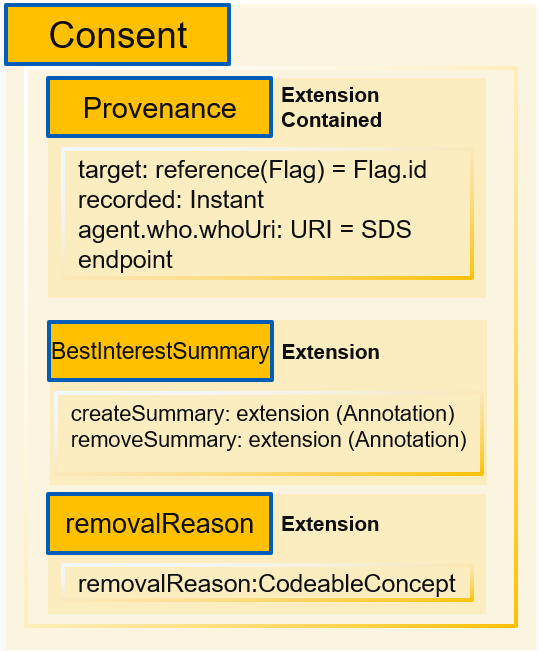 Consent
Provenance
Extension
Contained
target: reference(Flag) = Flag.id
recorded: Instant
agent.who.whoUri: URI = SDS
endpoint
BestInterestSummary
Extension
createSummary: extension (Annotation)
removeSummary: extension (Annotation)
removalReason
Extension
removalReason:CodeableConcept